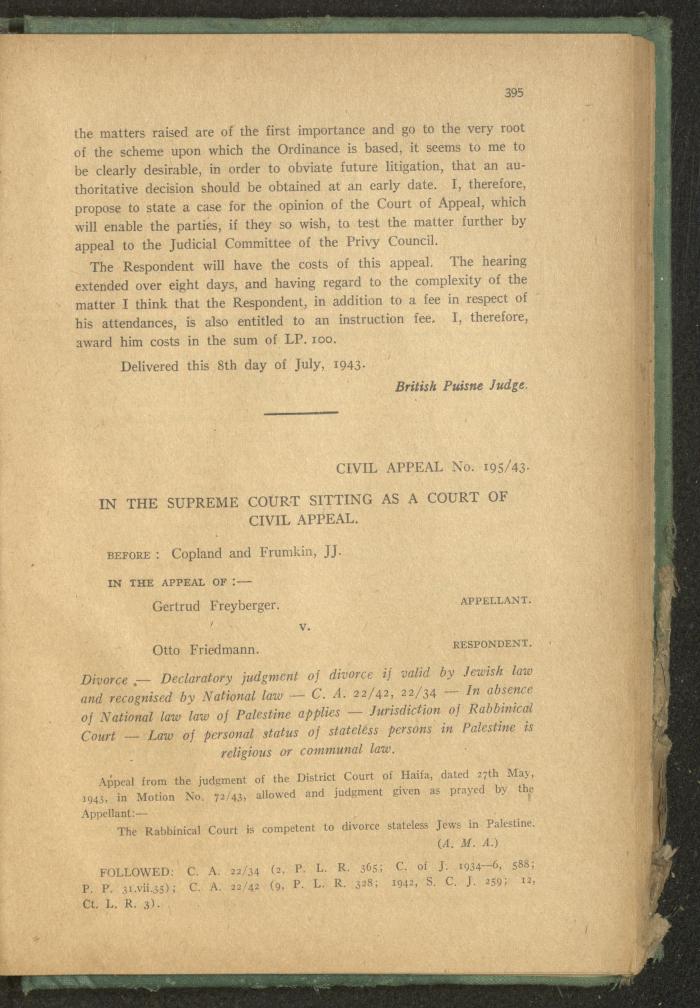 395
the matters raised are of the first importance and go to the very root
of the scheme upon which the Ordinance is based, it seems to me to
be clearly desirable, in order to obviate future litigation, that an au-
thoritative decision should be obtained at an early date. I, therefore,
propose to state a case for the opinion of the Court of Appeal, which
will enable the parties, if they so wish, to test the matter further by
appeal to the Judicial Committee of the Privy Council.
The Respondent will have the costs of this appeal. The hearing
extended over eight days, and having regard to the complexity of the
matter I think that the Respondent, in addition to a fee in respect of
his attendances, is also entitled to an instruction fee. I, therefore,
award him costs in the sum of LP. 100.
Delivered this 8th day of July, 1943.
British Puisne Judge.
CIVIL APPEAL No. 195/43.
IN THE SUPREME COURT SITTING AS A COURT OF
CIVIL APPEAL.
BEFORE : Copland and Frumkin, JJ.
IN THE APPEAL OF :—
Gertrud Freyberger. APPELLANT.
v.
Otto Friedmann. RESPONDENT.
Divorce — Declaratory judgment of divorce if valid by Jewish law
and recognised by National law — C. A. 22/42, 22/34 — In absence
of National law law of Palestine applies — Jurisdiction of Rabbinical
Court — Law of personal status of stateless persons in Palestine is
religious or communal law.
Appeal from the judgment of the District Court of Haifa, dated 27th May,
1943, in Motion No. 72/43, allowed and judgment given as prayed by the
Appellant:—
The Rabbinical Court is competent to divorce stateless Jews in Palestine.
(A. M. A.)
FOLLOWED: C. A. 22/34 (2, P. L. R. 365; C. of J. 1934—6, 588;
P. P. 31.vii.35); C. A. 22/42 (9, P. L. R. 328; 1942, S. C. J. 259; 12,
Ct. L. R. 3).